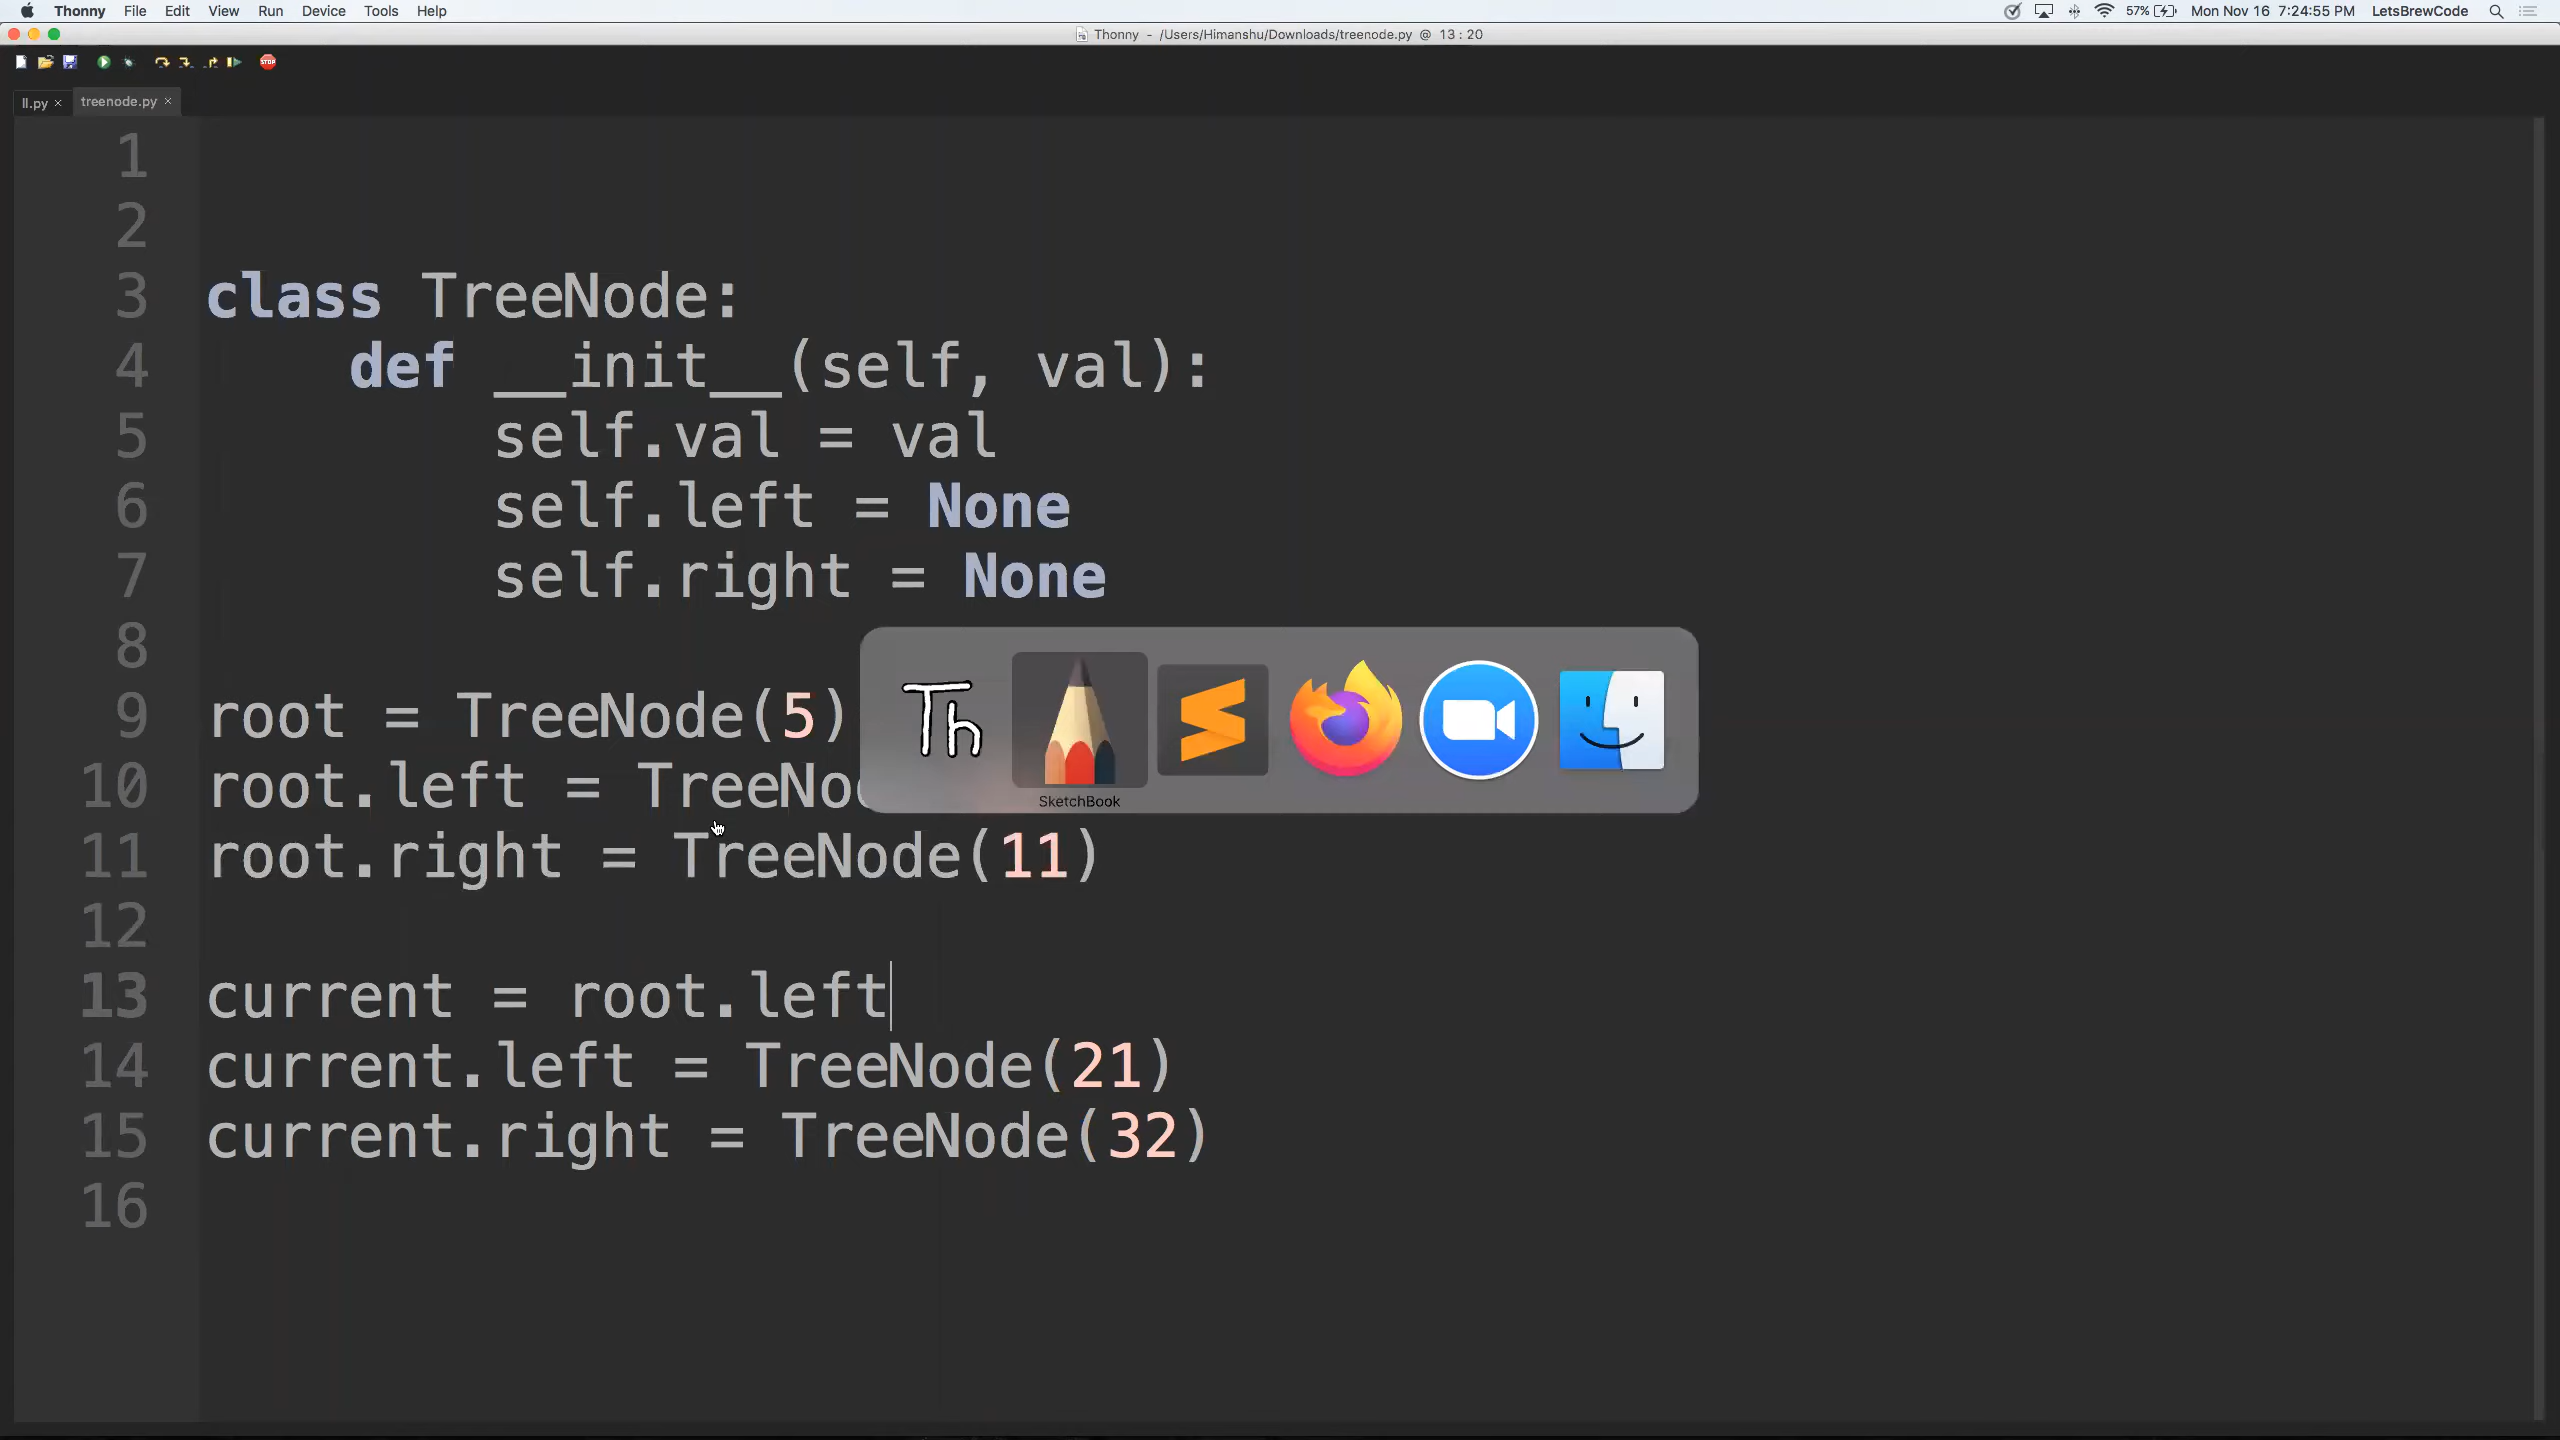 Thonny File Edit View Run Device Tools Help 57% Mon Nov 16 7:24:55 PM LetsBrewCode
Thonny - /Users/Himanshu/Downloads/treenode.py @ 13 : 20
STOP
ll.py × treenode.py ×
1
2
3 class TreeNode:
4 def __init__(self, val):
5 self.val = val
6 self.left = None
7 self.right = None
8
9 root = TreeNode(5)
10 root.left = TreeNo
11 root.right = TreeNode(11)
12
13 current = root.left
14 current.left = TreeNode(21)
15 current.right = TreeNode(32)
16
Th
SketchBook